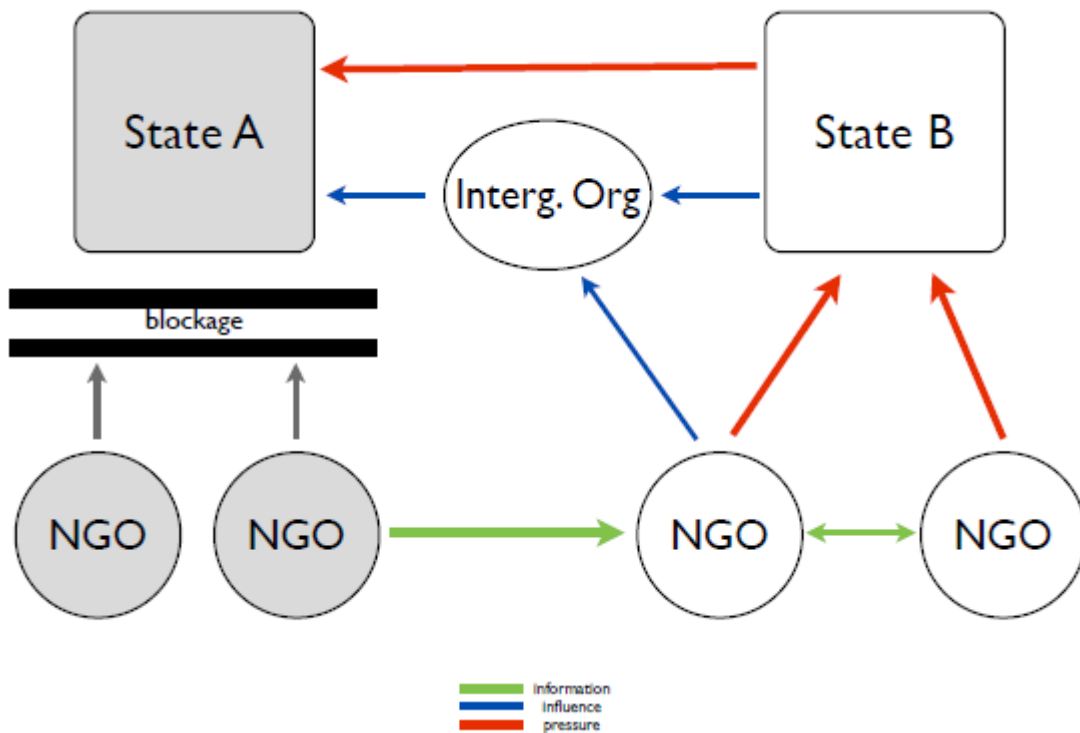 State A
State B
Interg. Org
blockage
NGO
NGO
NGO
NGO
information
influence
pressure